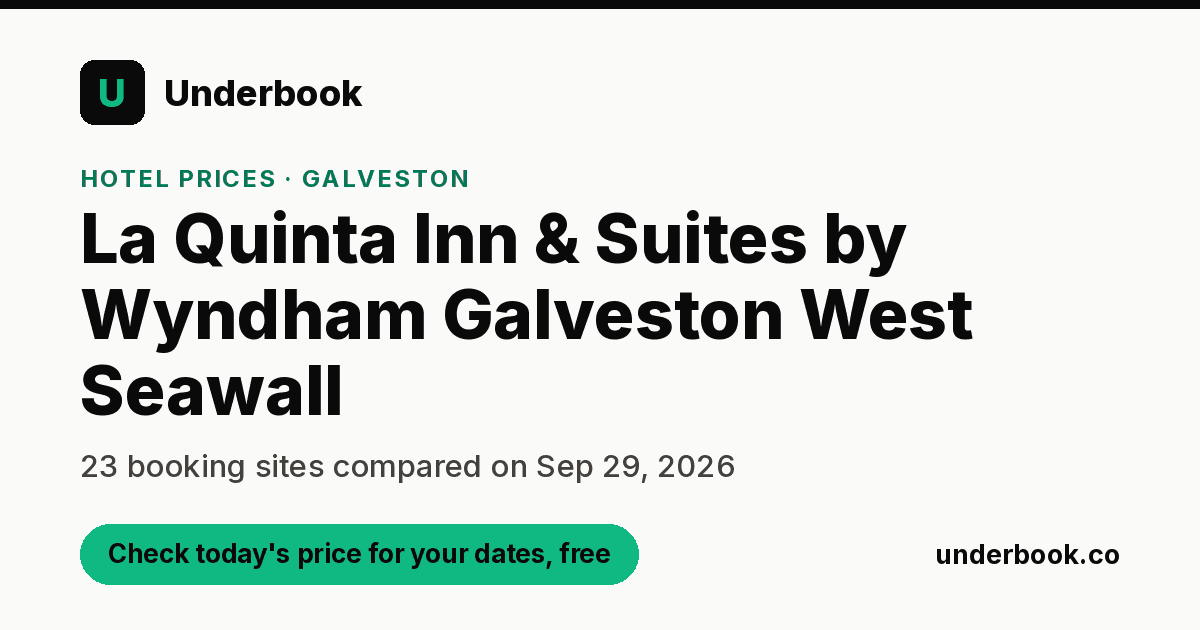 U Underbook
HOTEL PRICES · GALVESTON
La Quinta Inn & Suites by
Wyndham Galveston West
Seawall
23 booking sites compared on Sep 29, 2026
Check today's price for your dates, free
underbook.co